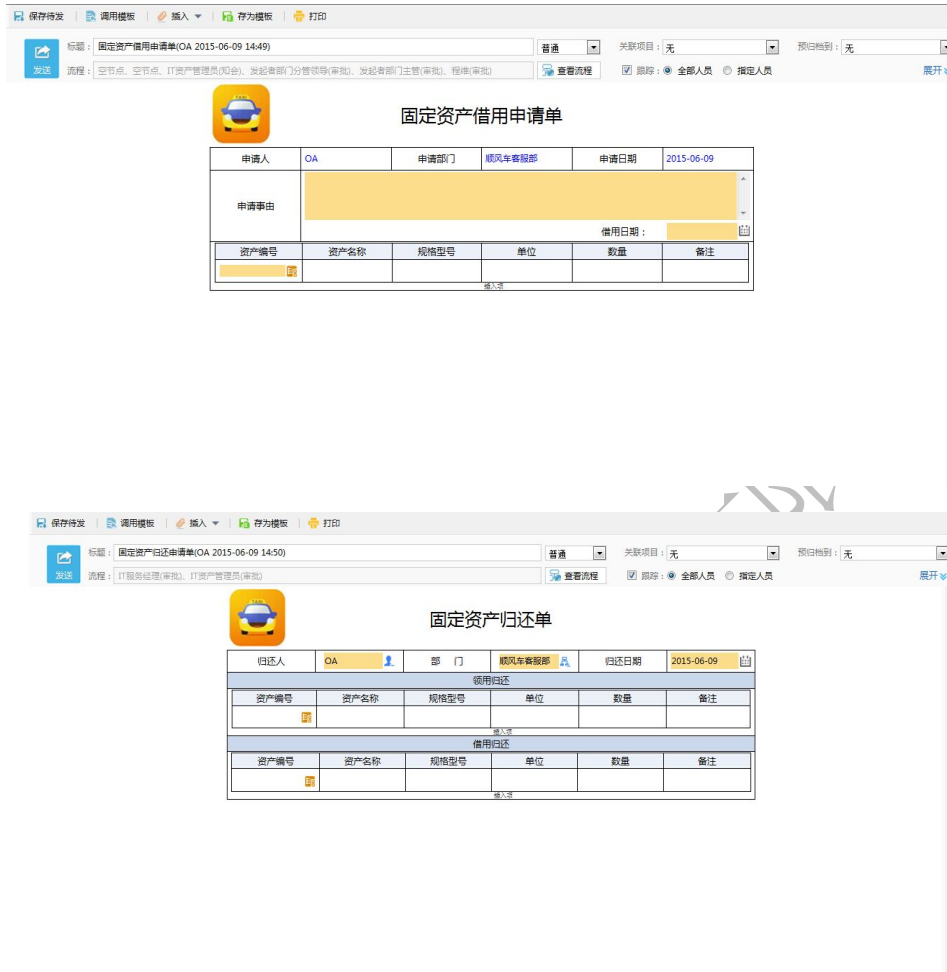 保存待发 调用模板 插入 存为模板 打印
标题： 固定资产借用申请单(OA 2015-06-09 14:49) 普通 关联项目： 无 预归档到： 无
发送 流程： 空节点、空节点、IT资产管理员(知会)、发起者部门分管领导(审批)、发起者部门主管(审批)、程维(审批) 查看流程 跟踪： 全部人员 指定人员 展开
TAXI
固定资产借用申请单
申请人 OA 申请部门 顺风车客服部 申请日期 2015-06-09
申请事由
借用日期：
资产编号 资产名称 规格型号 单位 数量 备注
插入项
保存待发 调用模板 插入 存为模板 打印
标题： 固定资产归还申请单(OA 2015-06-09 14:50) 普通 关联项目： 无 预归档到： 无
发送 流程： IT服务经理(审批)、IT资产管理员(审批) 查看流程 跟踪： 全部人员 指定人员 展开
TAXI
固定资产归还单
归还人 OA 部 门 顺风车客服部 归还日期 2015-06-09
领用归还
资产编号 资产名称 规格型号 单位 数量 备注
插入项
借用归还
资产编号 资产名称 规格型号 单位 数量 备注
插入项